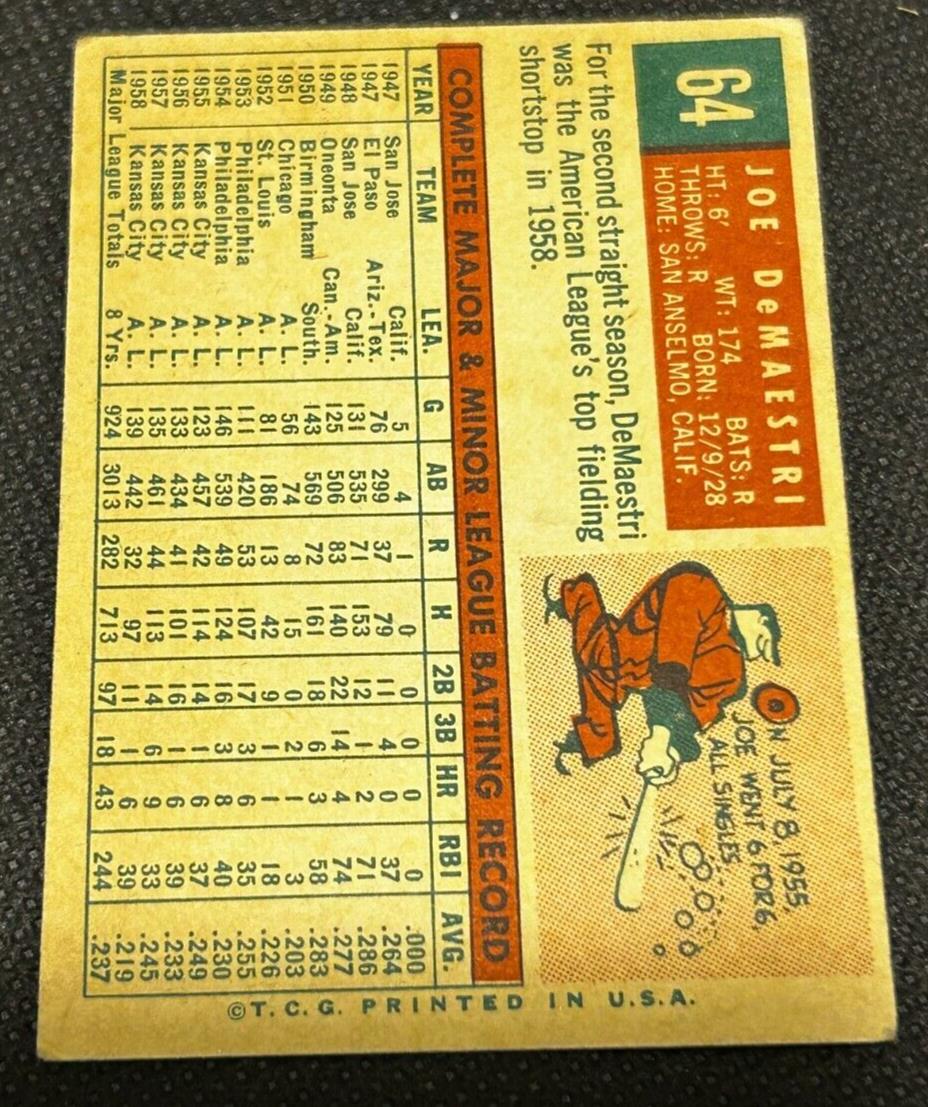 64
JOE DeMAESTRI
HT: 6' WT: 174 BATS: R
THROWS: R BORN: 12/9/28
HOME: SAN ANSELMO, CALIF.
For the second straight season, DeMaestri
was the American League's top fielding
shortstop in 1958.
ON JULY 8, 1955,
JOE WENT 6 FOR 6,
ALL SINGLES
COMPLETE MAJOR & MINOR LEAGUE BATTING RECORD
YEAR TEAM LEA. G AB R H 2B 3B HR RBI AVG.
1947 San Jose Calif. 5 4 1 0 0 0 0 0 .000
1947 El Paso Ariz.-Tex. 76 299 37 79 11 4 0 37 .264
1948 San Jose Calif. 131 535 71 153 12 1 2 71 .286
1949 Oneonta Can.-Am. 125 506 83 140 22 14 4 74 .277
1950 Birmingham South. 143 569 72 161 18 6 3 58 .283
1951 Chicago A. L. 56 74 8 15 0 2 1 3 .203
1952 St. Louis A. L. 81 186 13 42 9 1 1 18 .226
1953 Philadelphia A. L. 111 420 53 107 17 3 6 35 .255
1954 Philadelphia A. L. 146 539 49 124 16 3 8 40 .230
1955 Kansas City A. L. 123 457 42 114 14 1 6 37 .249
1956 Kansas City A. L. 133 434 41 101 16 1 6 39 .233
1957 Kansas City A. L. 135 461 44 113 14 6 9 33 .245
1958 Kansas City A. L. 139 442 32 97 11 1 6 39 .219
Major League Totals 8 Yrs. 924 3013 282 713 97 18 43 244 .237
©T. C. G. PRINTED IN U.S.A.